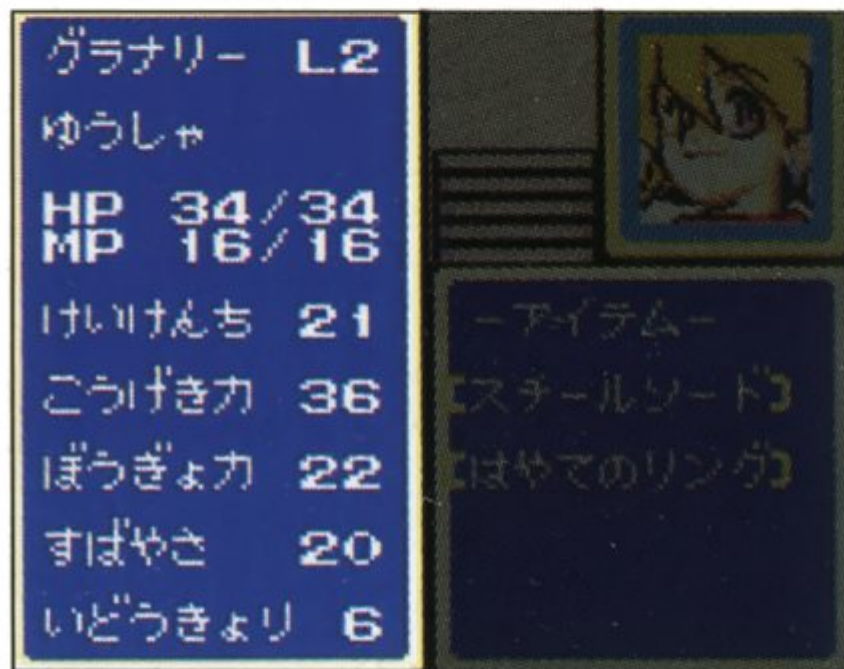 グラナリー L2
ゆうしゃ
HP 34/34
MP 16/16
けいけんち 21
こうげき力 36
ぼうぎょ力 22
すばやさ 20
いどうきょり 6
-アイテム-
【スチールソード】
【はやてのリング】